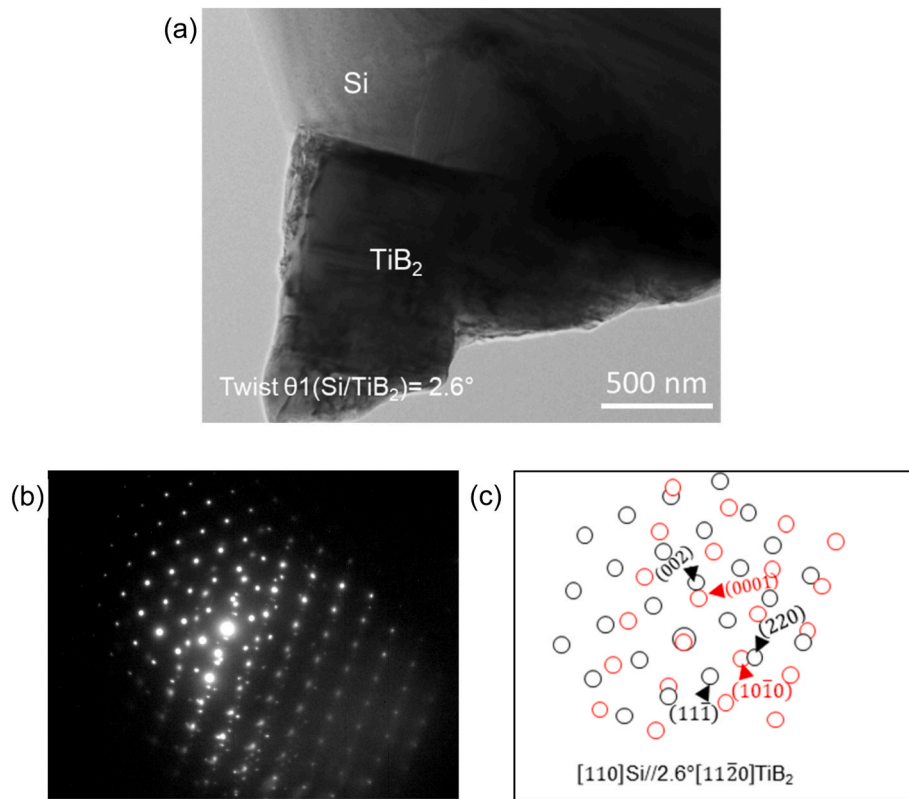 (a)
Si
TiB₂
Twist θ1(Si/TiB₂)= 2.6°
500 nm
(b)
(c)
(002)
(0001)
(220)
(101̄0)
(111̄)
[110]Si//2.6°[112̄0]TiB₂